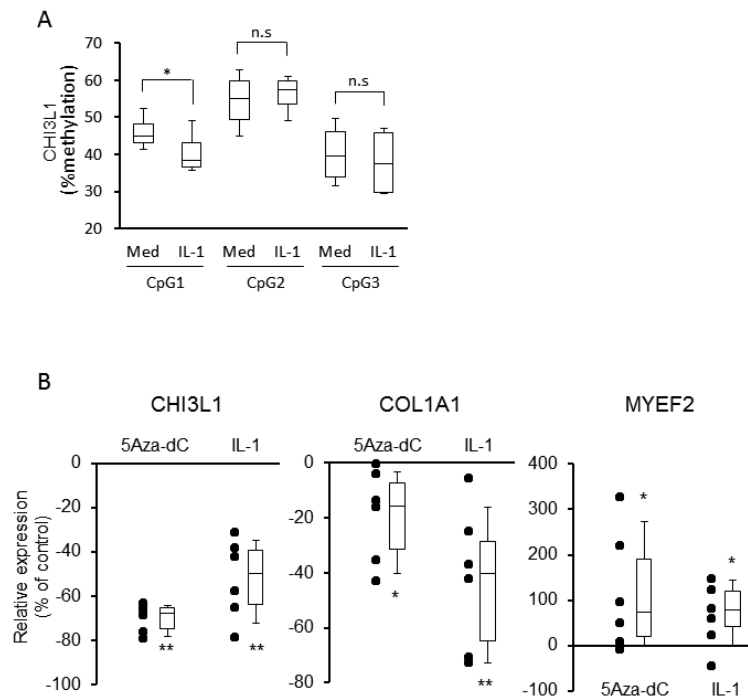 A
CHI3L1
(%methylation)
70
60
50
40
30
20
*
n.s
n.s
Med IL-1 Med IL-1 Med IL-1
CpG1 CpG2 CpG3
B
CHI3L1 COL1A1 MYEF2
Relative expression
(% of control)
5Aza-dC IL-1
0
-20
-40
-60
-80
-100
** **
5Aza-dC IL-1
0
-20
-40
-60
-80
*
**
400
300
200
100
0
-100
* *
5Aza-dC IL-1